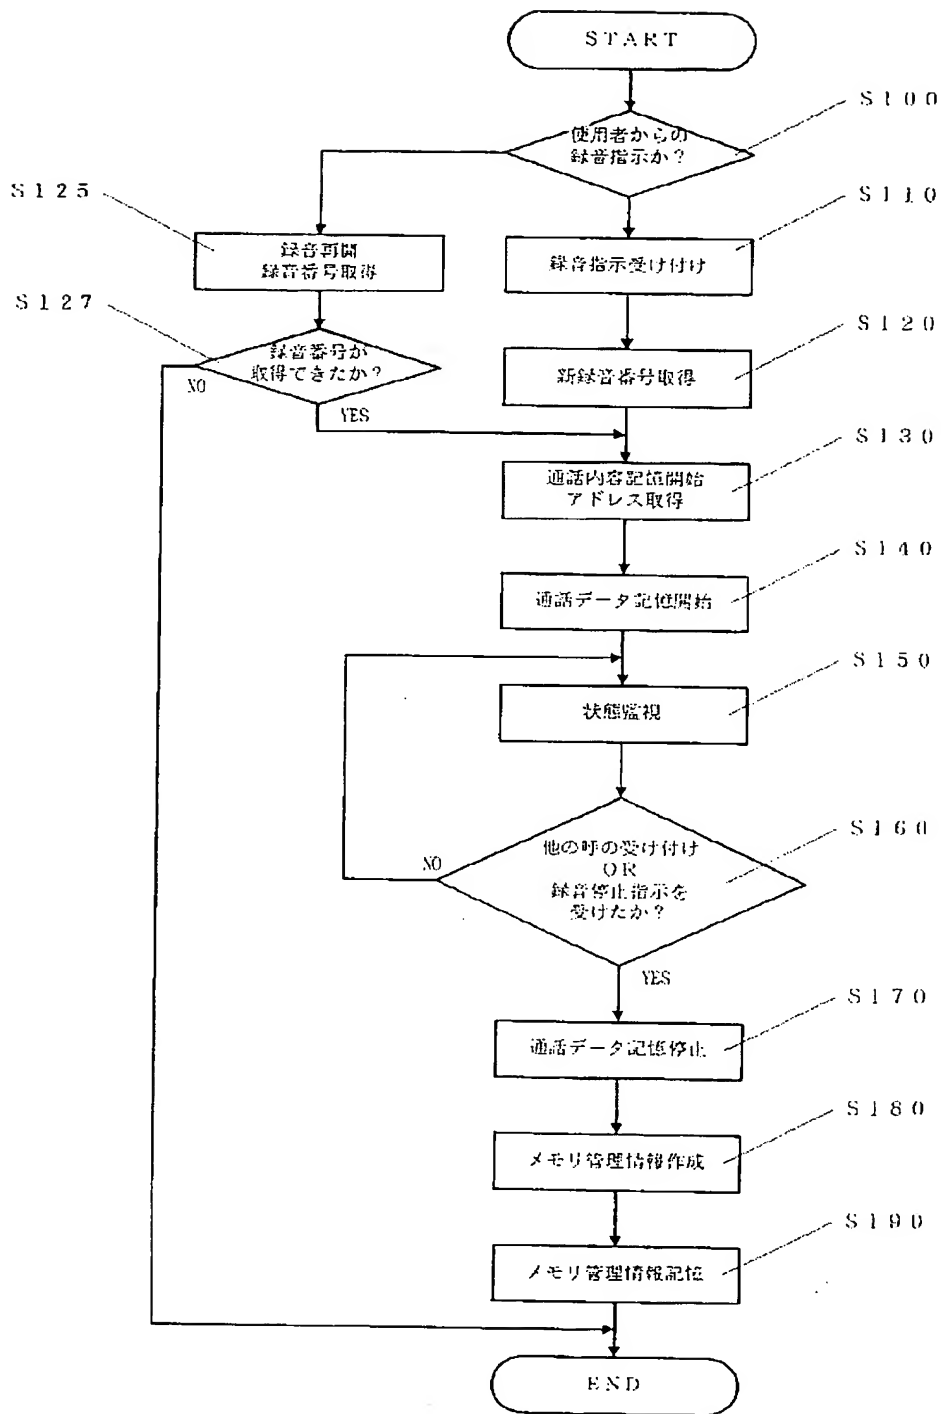 START
S100
使用者からの
録音指示か?
S125
S110
録音再開
録音番号取得
録音指示受け付け
S127
S120
録音番号が
取得できたか?
新録音番号取得
NO
YES
S130
通話内容記憶開始
アドレス取得
S140
通話データ記憶開始
S150
状態監視
S160
他の呼の受け付け
OR
録音停止指示を
受けたか?
NO
YES
S170
通話データ記憶停止
S180
メモリ管理情報作成
S190
メモリ管理情報記憶
END